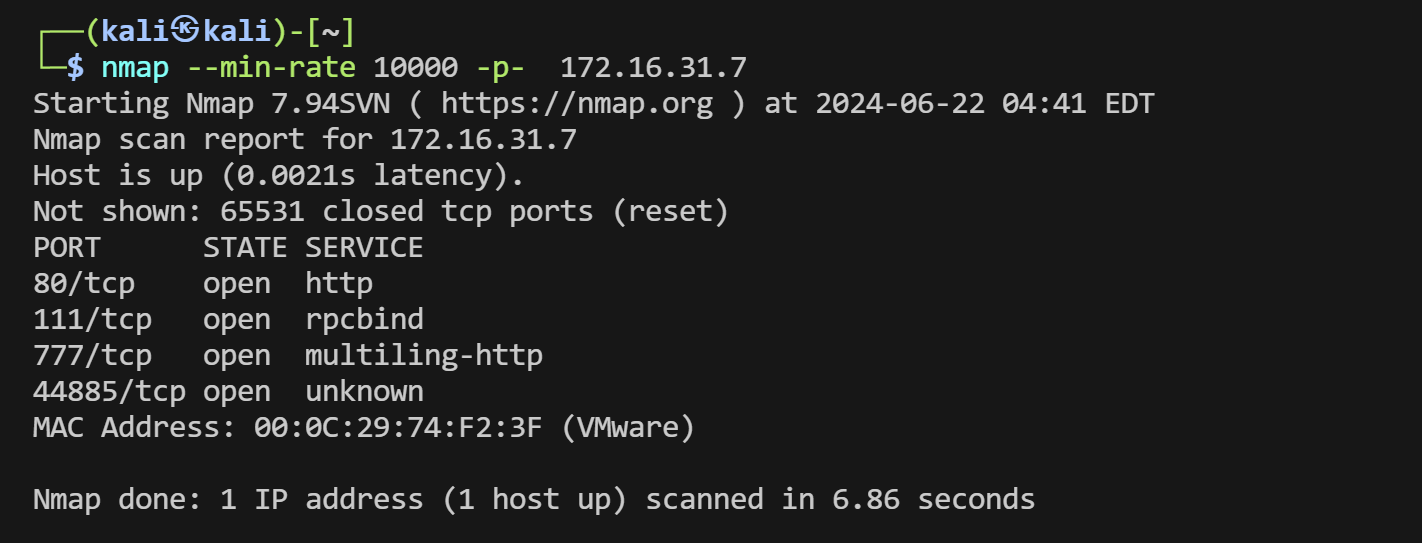 ┌──(kali㉿kali)-[~]
└─$ nmap --min-rate 10000 -p-  172.16.31.7
Starting Nmap 7.94SVN ( https://nmap.org ) at 2024-06-22 04:41 EDT
Nmap scan report for 172.16.31.7
Host is up (0.0021s latency).
Not shown: 65531 closed tcp ports (reset)
PORT      STATE SERVICE
80/tcp    open  http
111/tcp   open  rpcbind
777/tcp   open  multiling-http
44885/tcp open  unknown
MAC Address: 00:0C:29:74:F2:3F (VMware)

Nmap done: 1 IP address (1 host up) scanned in 6.86 seconds